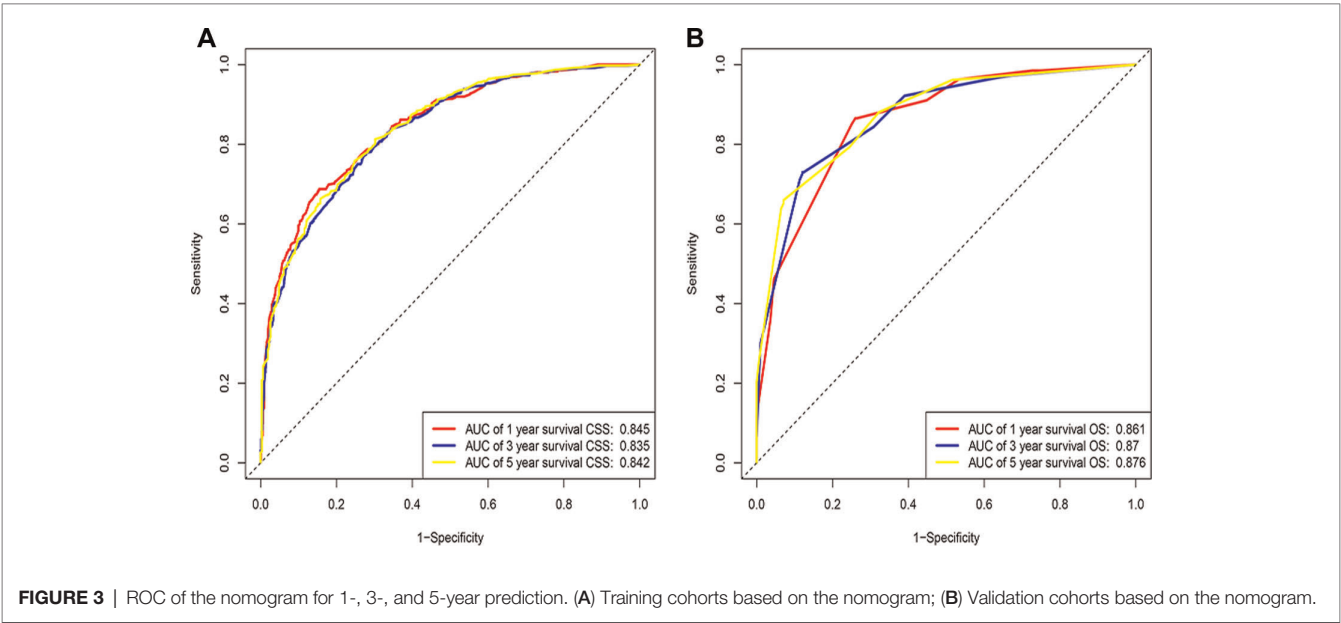 A
B
1.0
0.8
0.6
0.4
0.2
0.0
Sensitivity
AUC of 1 year survival CSS: 0.845
AUC of 3 year survival CSS: 0.835
AUC of 5 year survival CSS: 0.842
0.0 0.2 0.4 0.6 0.8 1.0
1−Specificity
1.0
0.8
0.6
0.4
0.2
0.0
Sensitivity
AUC of 1 year survival OS: 0.861
AUC of 3 year survival OS: 0.87
AUC of 5 year survival OS: 0.876
0.0 0.2 0.4 0.6 0.8 1.0
1−Specificity
FIGURE 3 | ROC of the nomogram for 1-, 3-, and 5-year prediction. (A) Training cohorts based on the nomogram; (B) Validation cohorts based on the nomogram.